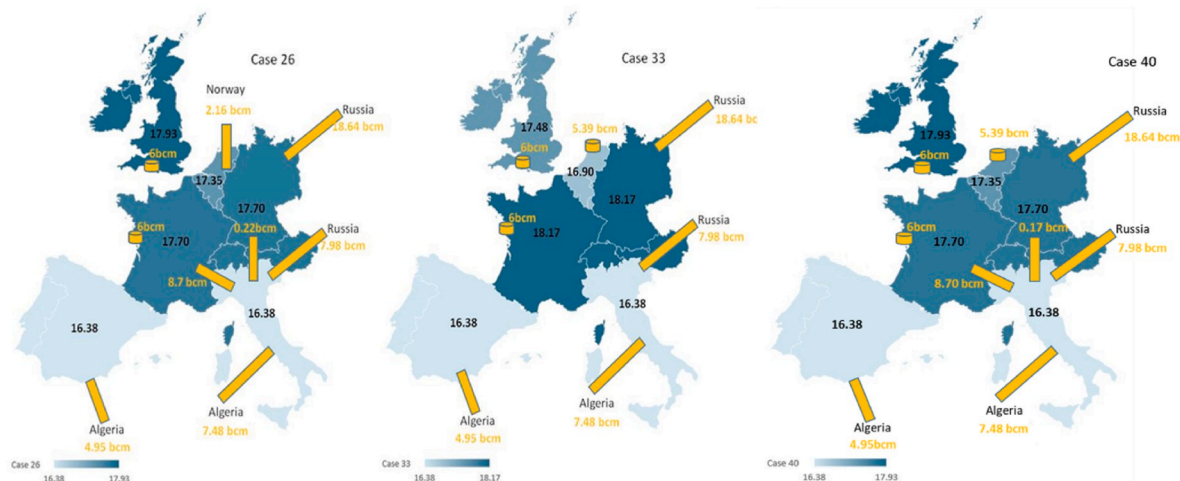 Case 26
Norway
2.16 bcm
Russia
18.64 bcm
17.93
6bcm
17.35
17.70
0.22bcm
Russia
7.98 bcm
6bcm
17.70
8.7 bcm
16.38
16.38
Algeria
7.48 bcm
Algeria
4.95 bcm
Case 26
16.38
17.93
Case 33
Russia
18.64 bc
17.48
5.39 bcm
6bcm
16.90
18.17
Russia
7.98 bcm
6bcm
18.17
16.38
16.38
Algeria
7.48 bcm
Algeria
4.95 bcm
Case 33
16.38
18.17
Case 40
Russia
18.64 bcm
17.93
5.39 bcm
6bcm
17.35
17.70
0.17 bcm
Russia
7.98 bcm
6bcm
17.70
8.70 bcm
16.38
16.38
Algeria
7.48 bcm
Algeria
4.95bcm
Case 40
16.38
17.93